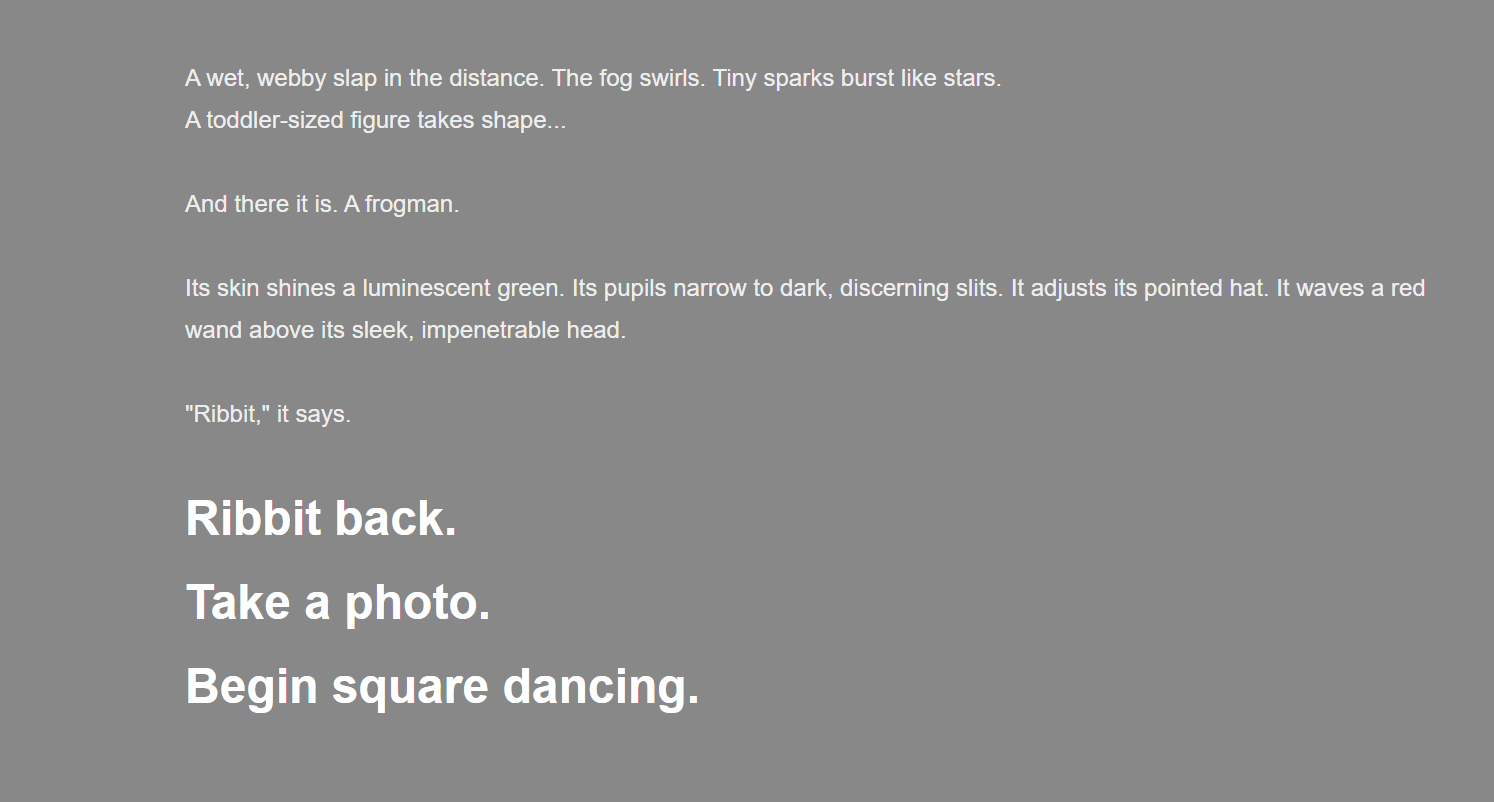 A wet, webby slap in the distance. The fog swirls. Tiny sparks burst like stars.
A toddler-sized figure takes shape...
And there it is. A frogman.
Its skin shines a luminescent green. Its pupils narrow to dark, discerning slits. It adjusts its pointed hat. It waves a red
wand above its sleek, impenetrable head.
"Ribbit," it says.
Ribbit back.
Take a photo.
Begin square dancing.